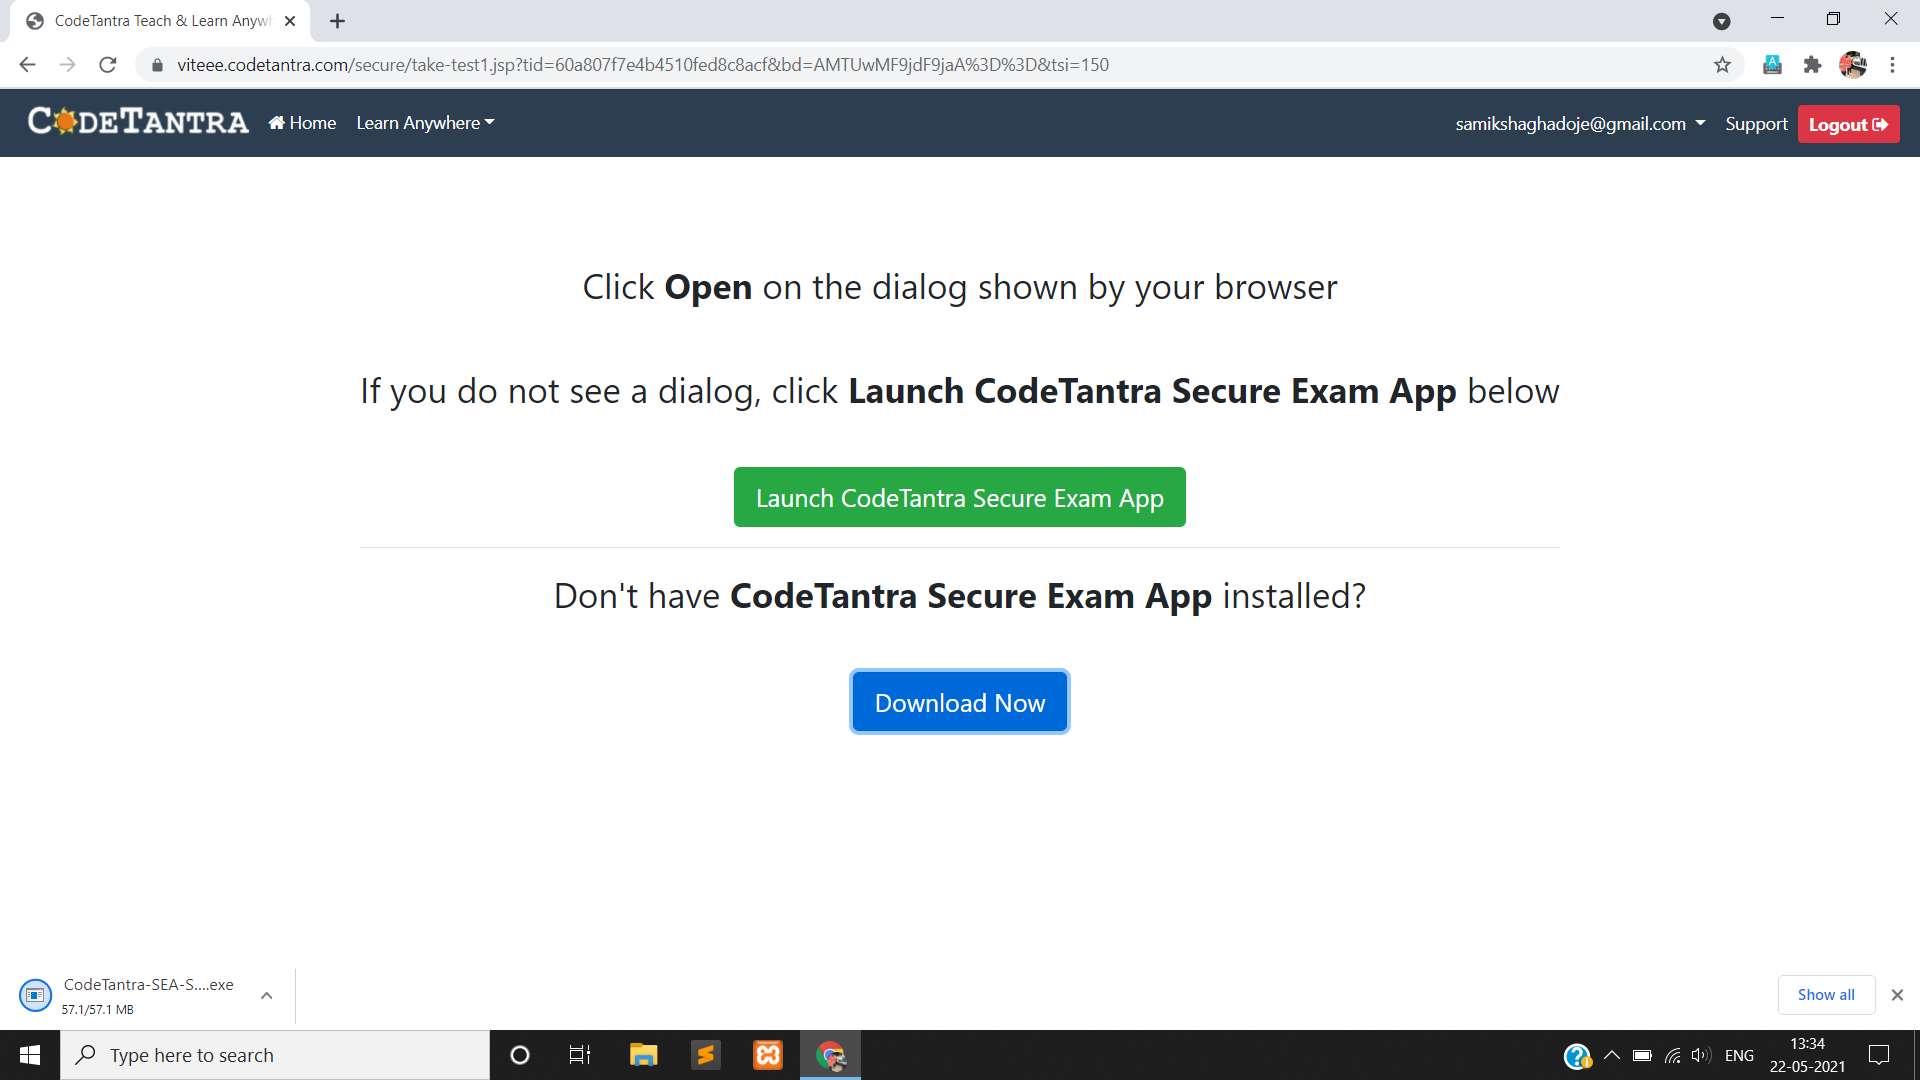 CodeTantra Teach & Learn Anywh
viteee.codetantra.com/secure/take-test1.jsp?tid=60a807f7e4b4510fed8c8acf&bd=AMTUwMF9jdF9jaA%3D%3D&tsi=150
CODETANTRA Home Learn Anywhere samikshaghadoje@gmail.com Support Logout
Click Open on the dialog shown by your browser
If you do not see a dialog, click Launch CodeTantra Secure Exam App below
Launch CodeTantra Secure Exam App
Don't have CodeTantra Secure Exam App installed?
Download Now
CodeTantra-SEA-S....exe
57.1/57.1 MB
Show all
Type here to search
ENG
13:34
22-05-2021